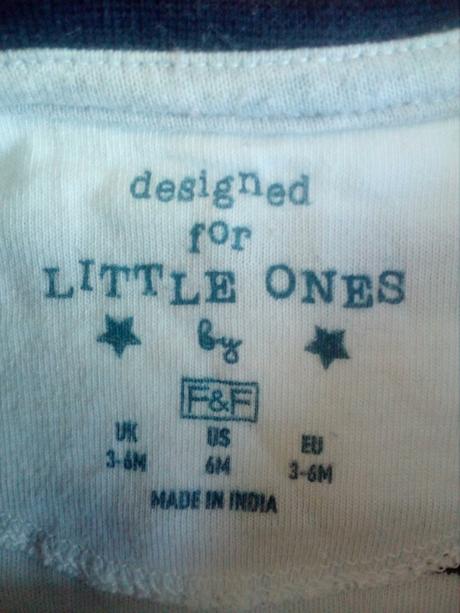 designed
for
LITTLE ONES
by
F&F
UK US EU
3-6M 6M 3-6M
MADE IN INDIA